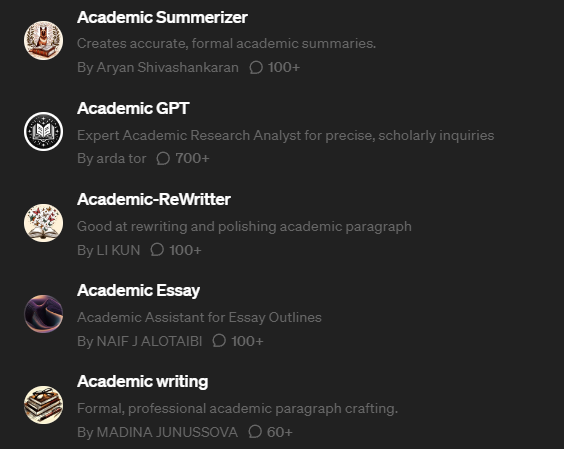 Academic Summerizer
Creates accurate, formal academic summaries.
By Aryan Shivashankaran 100+
Academic GPT
Expert Academic Research Analyst for precise, scholarly inquiries
By arda tor 700+
Academic-ReWritter
Good at rewriting and polishing academic paragraph
By LI KUN 100+
Academic Essay
Academic Assistant for Essay Outlines
By NAIF J ALOTAIBI 100+
Academic writing
Formal, professional academic paragraph crafting.
By MADINA JUNUSSOVA 60+